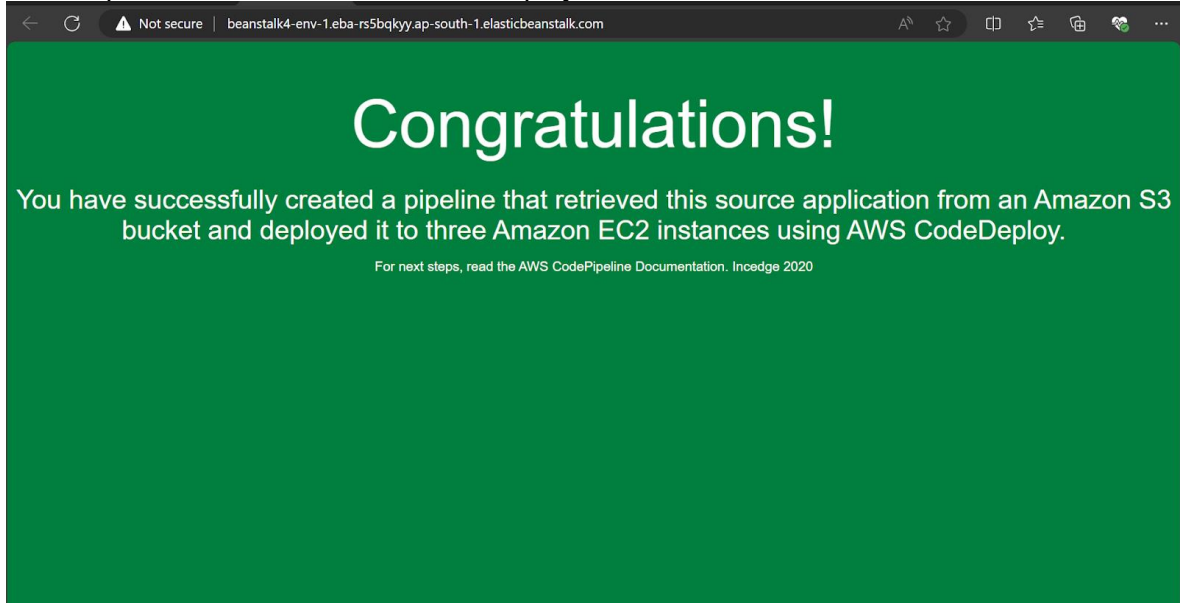 Not secure | beanstalk4-env-1.eba-rs5bqkyy.ap-south-1.elasticbeanstalk.com
Congratulations!
You have successfully created a pipeline that retrieved this source application from an Amazon S3
bucket and deployed it to three Amazon EC2 instances using AWS CodeDeploy.
For next steps, read the AWS CodePipeline Documentation. Incedge 2020